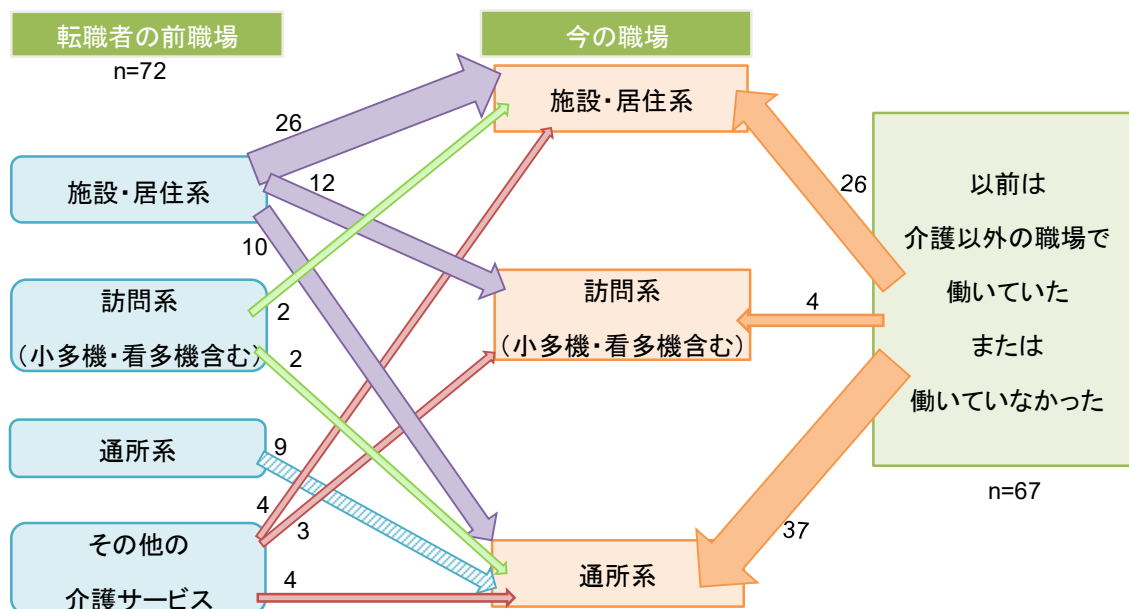 転職者の前職場
n=72
今の職場
施設・居住系
訪問系
（小多機・看多機含む）
通所系
その他の
介護サービス
26
12
10
2
2
9
4
3
4
施設・居住系
訪問系
（小多機・看多機含む）
通所系
26
4
37
以前は
介護以外の職場で
働いていた
または
働いていなかった
n=67